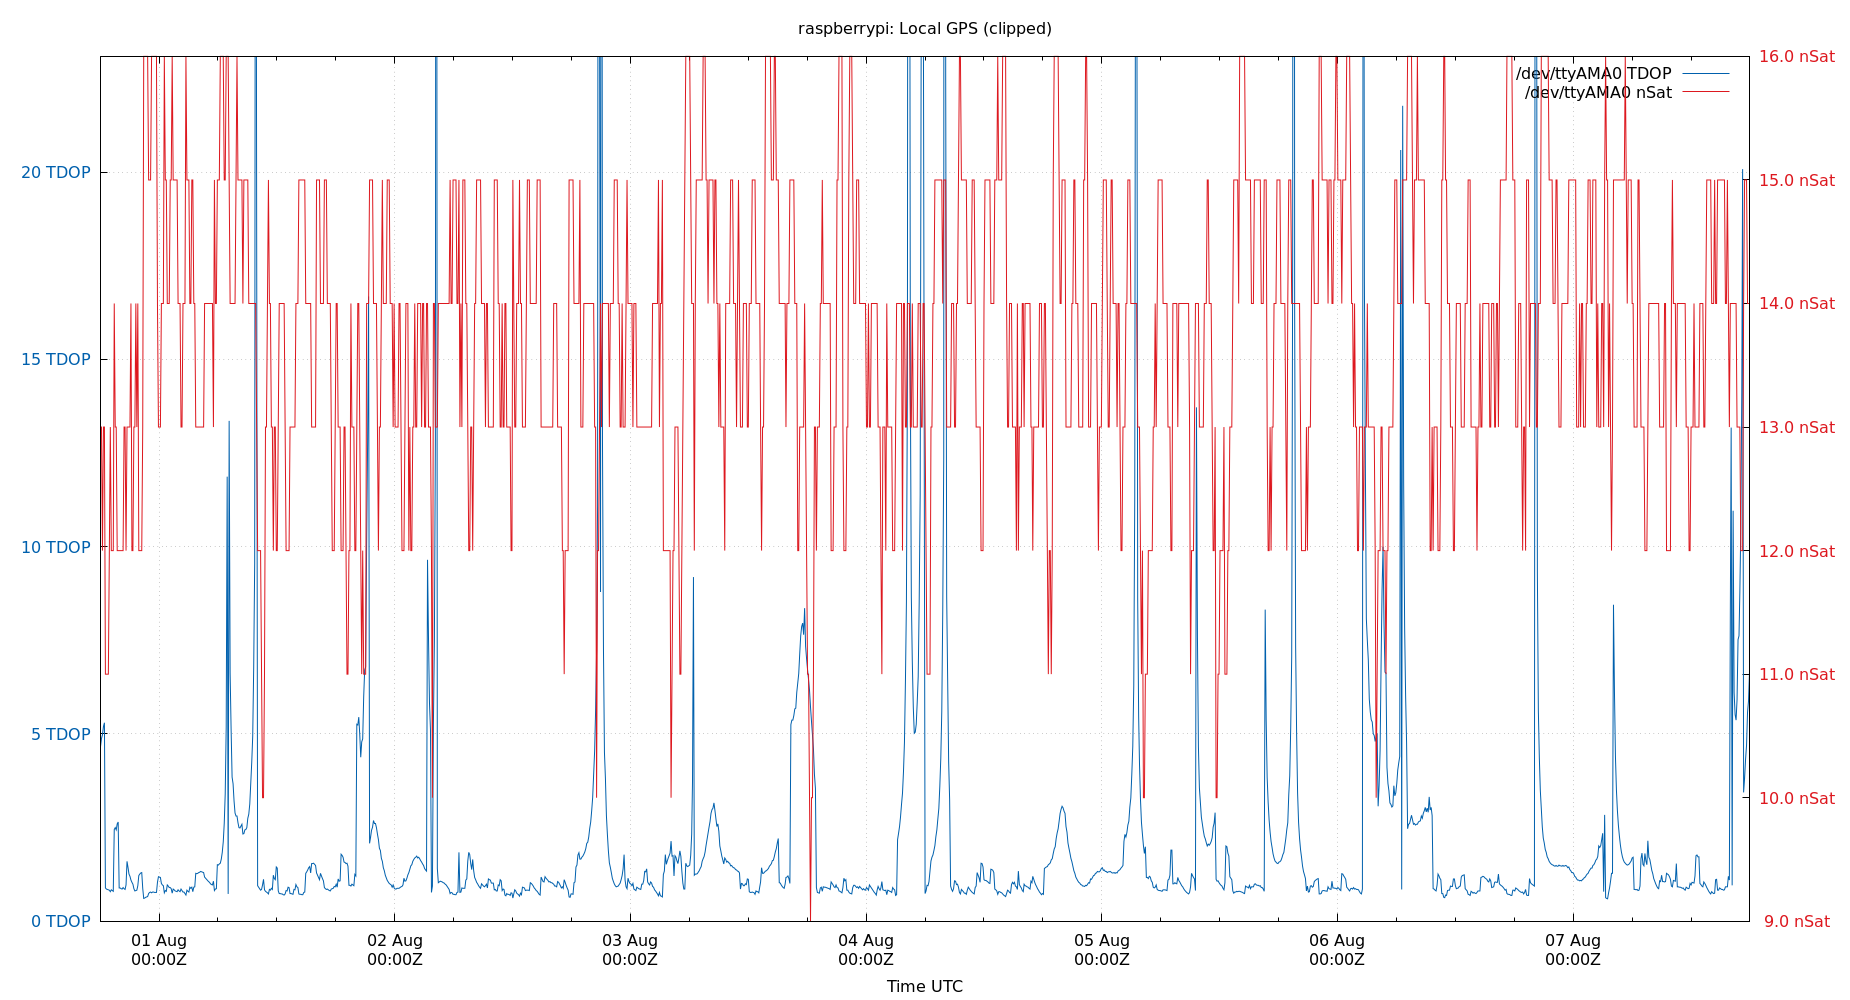 raspberrypi: Local GPS (clipped)
/dev/ttyAMA0 TDOP
/dev/ttyAMA0 nSat
20 TDOP
15 TDOP
10 TDOP
5 TDOP
0 TDOP
16.0 nSat
15.0 nSat
14.0 nSat
13.0 nSat
12.0 nSat
11.0 nSat
10.0 nSat
9.0 nSat
01 Aug 02 Aug 03 Aug 04 Aug 05 Aug 06 Aug 07 Aug
00:00Z 00:00Z 00:00Z 00:00Z 00:00Z 00:00Z 00:00Z
Time UTC